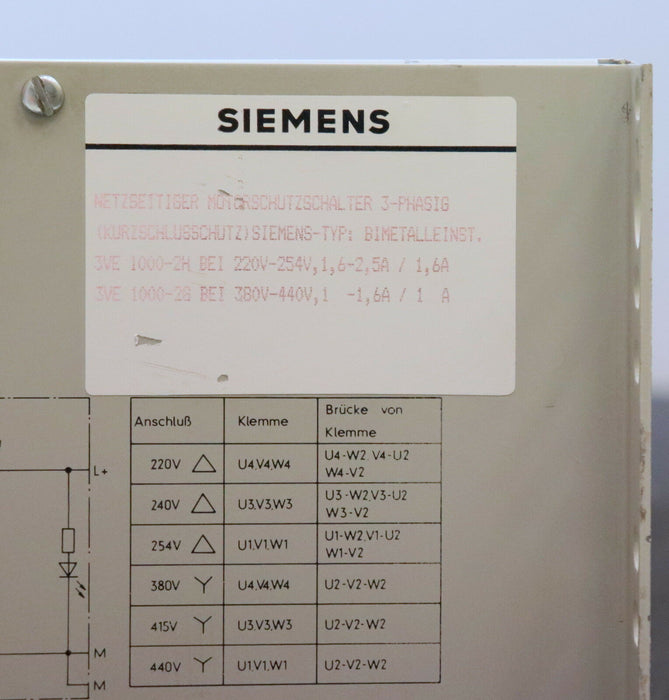 SIEMENS
NETZSEITIGER MOTORSCHUTZSCHALTER 3-PHASIG
(KURZSCHLUSSCHUTZ)SIEMENS-TYP: BIMETALLEINST.
3VE 1000-2H BEI 220V-254V,1,6-2,5A / 1,6A
3VE 1000-2G BEI 380V-440V,1 -1,6A / 1 A
Anschluß Klemme Brücke von Klemme
220V △ U4,V4,W4 U4-W2,V4-U2 W4-V2
240V △ U3,V3,W3 U3-W2,V3-U2 W3-V2
254V △ U1,V1,W1 U1-W2,V1-U2 W1-V2
380V Y U4,V4,W4 U2-V2-W2
415V Y U3,V3,W3 U2-V2-W2
440V Y U1,V1,W1 U2-V2-W2
L+
M
M